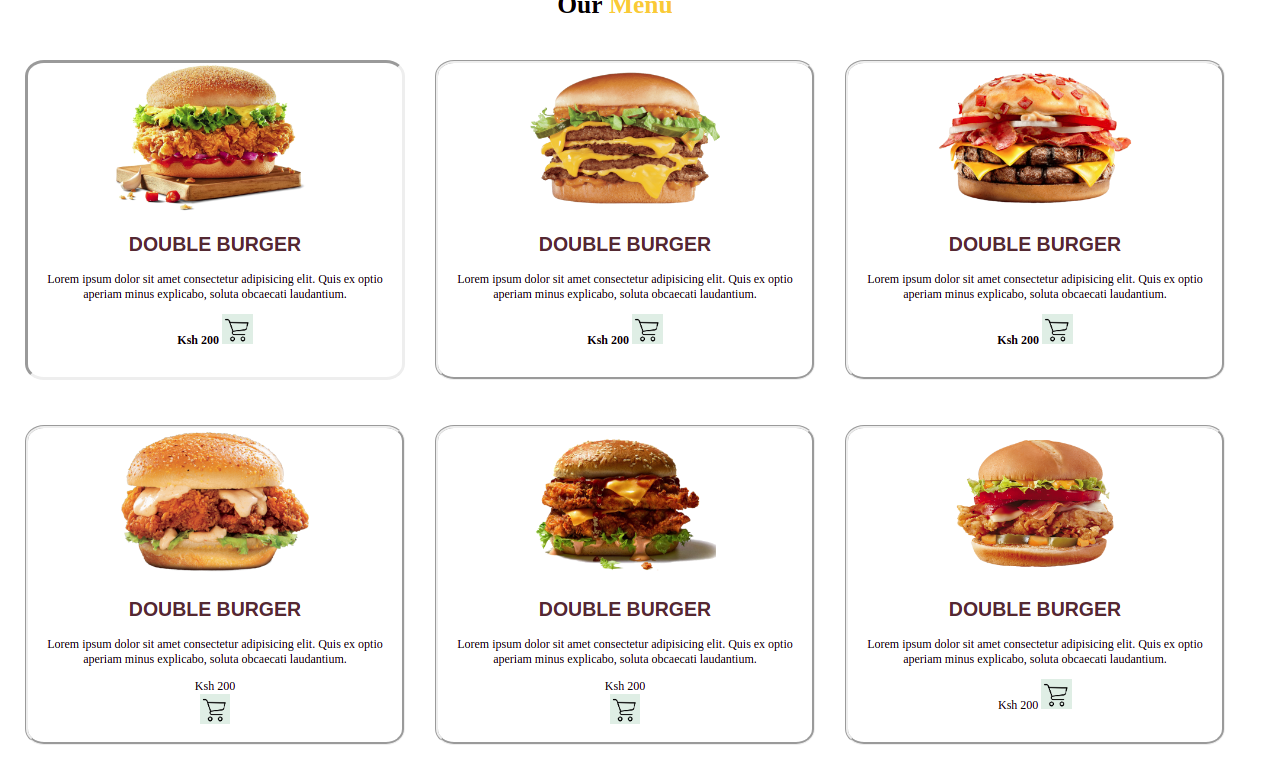 Our Menu
DOUBLE BURGER
Lorem ipsum dolor sit amet consectetur adipisicing elit. Quis ex optio
aperiam minus explicabo, soluta obcaecati laudantium.
Ksh 200
DOUBLE BURGER
Lorem ipsum dolor sit amet consectetur adipisicing elit. Quis ex optio
aperiam minus explicabo, soluta obcaecati laudantium.
Ksh 200
DOUBLE BURGER
Lorem ipsum dolor sit amet consectetur adipisicing elit. Quis ex optio
aperiam minus explicabo, soluta obcaecati laudantium.
Ksh 200
DOUBLE BURGER
Lorem ipsum dolor sit amet consectetur adipisicing elit. Quis ex optio
aperiam minus explicabo, soluta obcaecati laudantium.
Ksh 200
DOUBLE BURGER
Lorem ipsum dolor sit amet consectetur adipisicing elit. Quis ex optio
aperiam minus explicabo, soluta obcaecati laudantium.
Ksh 200
DOUBLE BURGER
Lorem ipsum dolor sit amet consectetur adipisicing elit. Quis ex optio
aperiam minus explicabo, soluta obcaecati laudantium.
Ksh 200